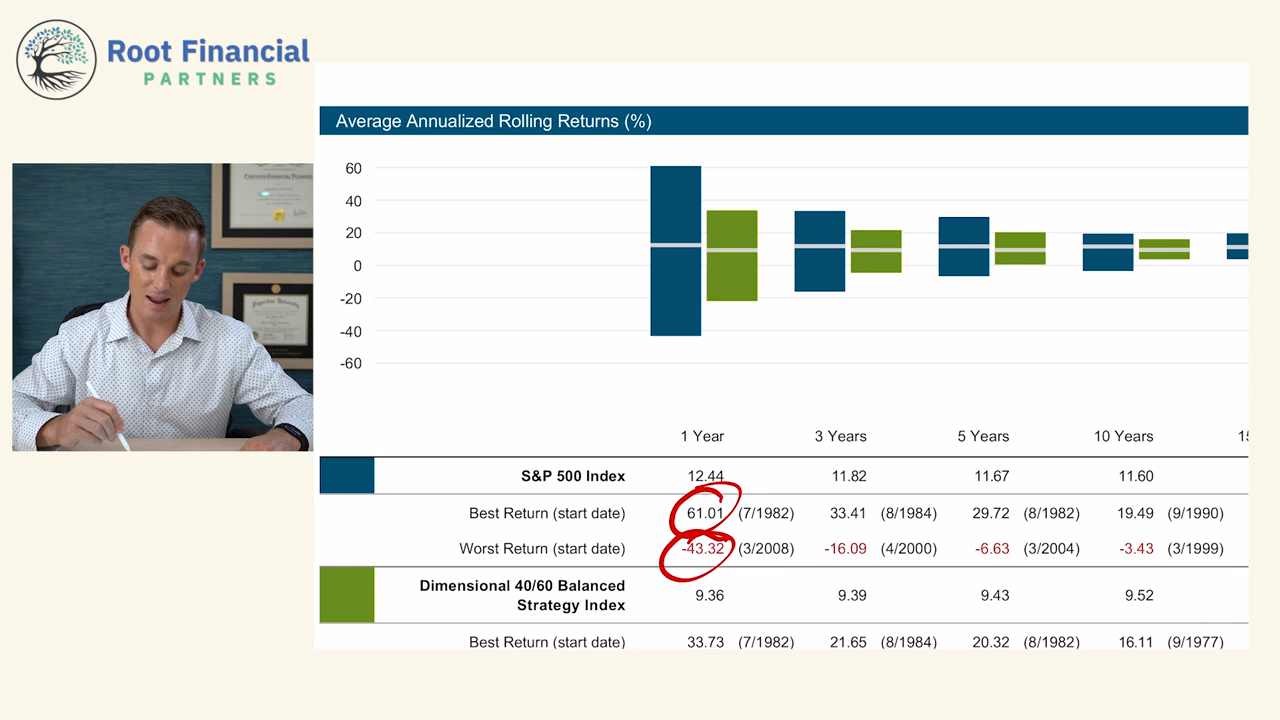 Root Financial
PARTNERS
Average Annualized Rolling Returns (%)
60
40
20
0
-20
-40
-60
1 Year 3 Years 5 Years 10 Years
S&P 500 Index 12.44 11.82 11.67 11.60
Best Return (start date) 61.01 (7/1982) 33.41 (8/1984) 29.72 (8/1982) 19.49 (9/1990)
Worst Return (start date) -43.32 (3/2008) -16.09 (4/2000) -6.63 (3/2004) -3.43 (3/1999)
Dimensional 40/60 Balanced
Strategy Index 9.36 9.39 9.43 9.52
Best Return (start date) 33.73 (7/1982) 21.65 (8/1984) 20.32 (8/1982) 16.11 (9/1977)